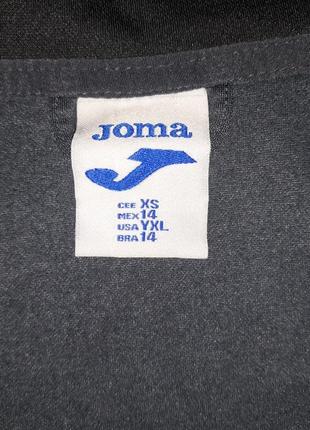 Joma
CEE XS
MEX 14
USA YXL
BRA 14